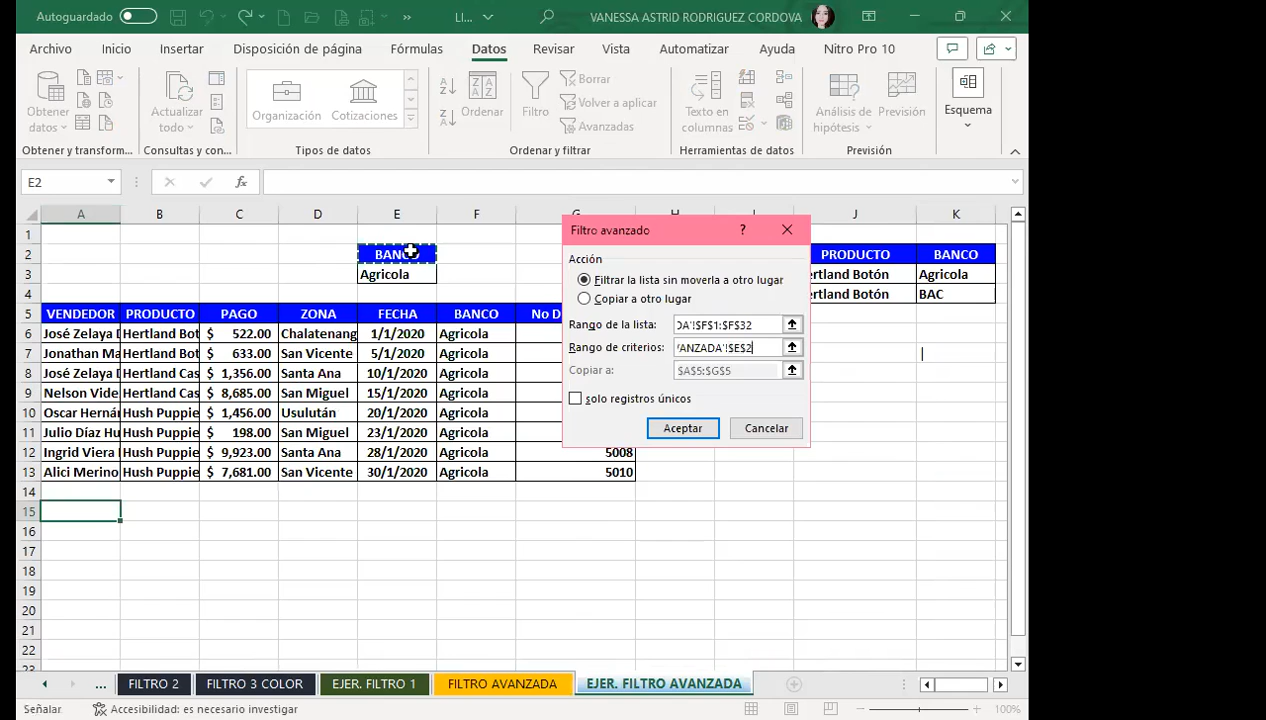 Autoguardado
LI...
VANESSA ASTRID RODRIGUEZ CORDOVA
Archivo Inicio Insertar Disposición de página Fórmulas Datos Revisar Vista Automatizar Ayuda Nitro Pro 10
Obtener datos
Actualizar todo
Organización Cotizaciones
Ordenar Filtro
Borrar
Volver a aplicar
Avanzadas
Texto en columnas
Análisis de hipótesis
Previsión
Esquema
Obtener y transform... Consultas y con... Tipos de datos Ordenar y filtrar Herramientas de datos Previsión
E2 fx
A B C D E F G H J K
1
2 BANCO PRODUCTO BANCO
3 Agricola ertland Botón Agricola
4 ertland Botón BAC
5 VENDEDOR PRODUCTO PAGO ZONA FECHA BANCO No D
6 José Zelaya D Hertland Bot $ 522.00 Chalatenang 1/1/2020 Agricola
7 Jonathan Ma Hertland Bot $ 633.00 San Vicente 5/1/2020 Agricola
8 José Zelaya D Hertland Cas $ 1,356.00 Santa Ana 10/1/2020 Agricola
9 Nelson Vide Hertland Cas $ 8,685.00 San Miguel 15/1/2020 Agricola
10 Oscar Hernán Hush Puppie $ 1,456.00 Usulután 20/1/2020 Agricola
11 Julio Díaz Hu Hush Puppie $ 198.00 San Miguel 23/1/2020 Agricola
12 Ingrid Viera Hush Puppie $ 9,923.00 Santa Ana 28/1/2020 Agricola 5008
13 Alici Merino Hush Puppie $ 7,681.00 San Vicente 30/1/2020 Agricola 5010
14
15
16
17
18
19
20
21
22
23
Filtro avanzado ?
Acción
Filtrar la lista sin moverla a otro lugar
Copiar a otro lugar
Rango de la lista: DA'!$F$1:$F$32
Rango de criterios: 'ANZADA'!$E$2
Copiar a: $A$5:$G$5
Solo registros únicos
Aceptar Cancelar
... FILTRO 2 FILTRO 3 COLOR EJER. FILTRO 1 FILTRO AVANZADA EJER. FILTRO AVANZADA
Señalar Accesibilidad: es necesario investigar 100%